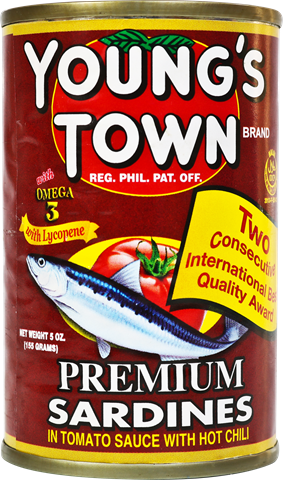 YOUNG'S
TOWN
BRAND
REG. PHIL. PAT. OFF.
with
OMEGA
3
with Lycopene
Two
Consecutive
International
Quality Award
NET WEIGHT 5 OZ.
(155 GRAMS)
PREMIUM
SARDINES
IN TOMATO SAUCE WITH HOT CHILI